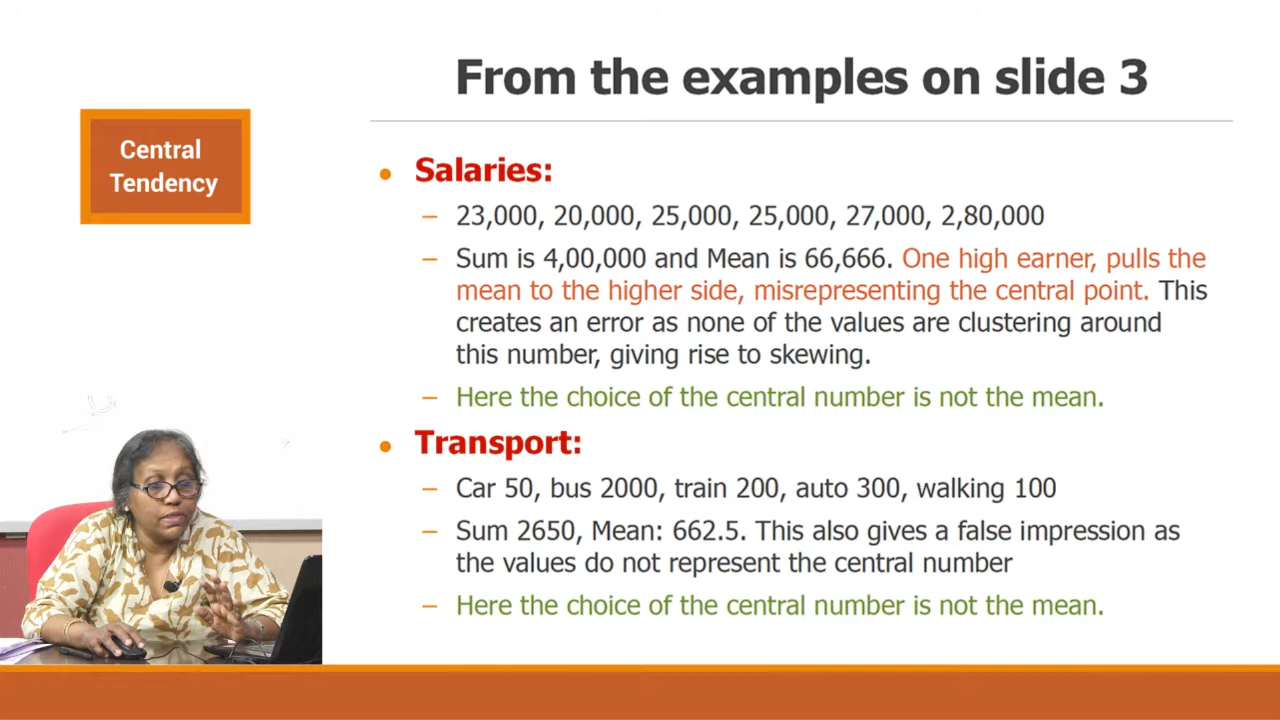 From the examples on slide 3
Central
Tendency
• Salaries:
– 23,000, 20,000, 25,000, 25,000, 27,000, 2,80,000
– Sum is 4,00,000 and Mean is 66,666. One high earner, pulls the
mean to the higher side, misrepresenting the central point. This
creates an error as none of the values are clustering around
this number, giving rise to skewing.
– Here the choice of the central number is not the mean.
• Transport:
– Car 50, bus 2000, train 200, auto 300, walking 100
– Sum 2650, Mean: 662.5. This also gives a false impression as
the values do not represent the central number
– Here the choice of the central number is not the mean.